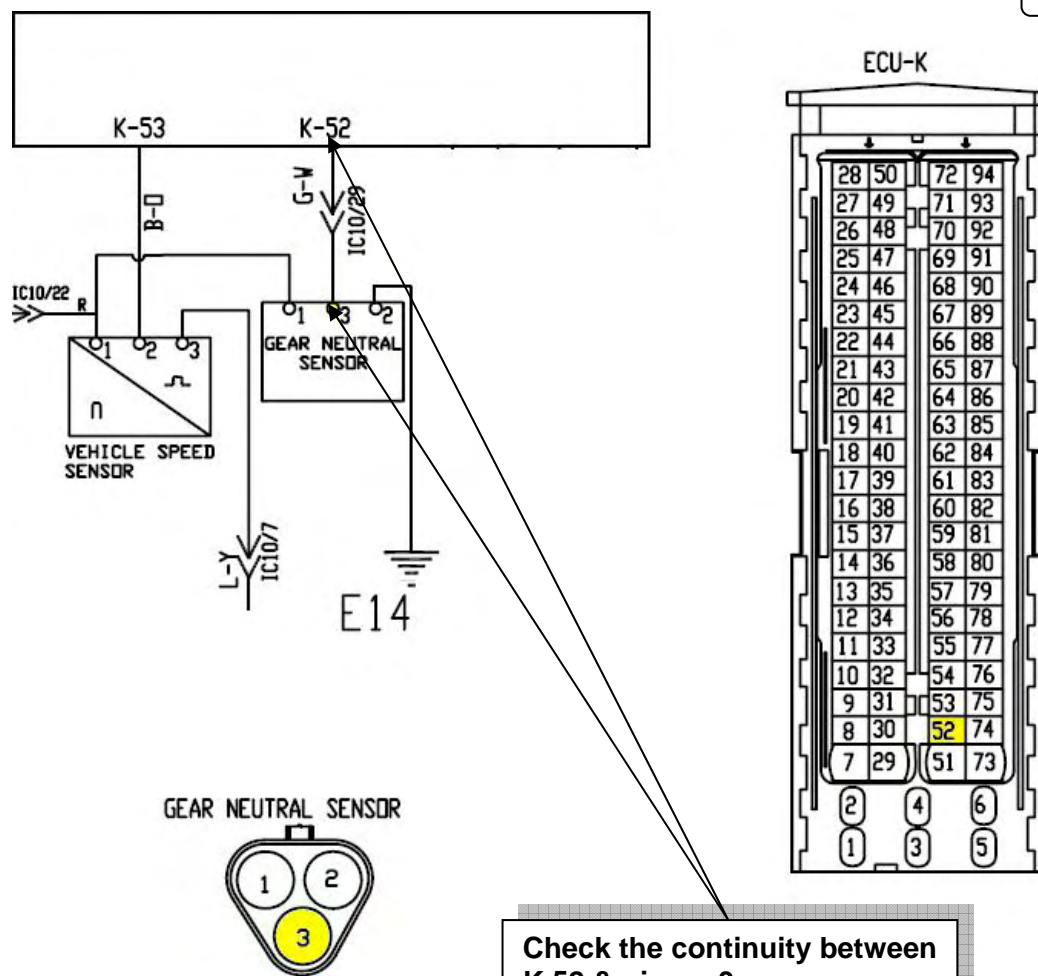 ECU-K
K-53 K-52
B-O
G-W
IC10/29
IC10/22
R
1 2 3
VEHICLE SPEED
SENSOR
1 3 2
GEAR NEUTRAL
SENSOR
L-Y
IC10/7
E14
28 50 72 94
27 49 71 93
26 48 70 92
25 47 69 91
24 46 68 90
23 45 67 89
22 44 66 88
21 43 65 87
20 42 64 86
19 41 63 85
18 40 62 84
17 39 61 83
16 38 60 82
15 37 59 81
14 36 58 80
13 35 57 79
12 34 56 78
11 33 55 77
10 32 54 76
9 31 53 75
8 30 52 74
7 29 51 73
2 4 6
1 3 5
GEAR NEUTRAL SENSOR
1 2
3
Check the continuity between